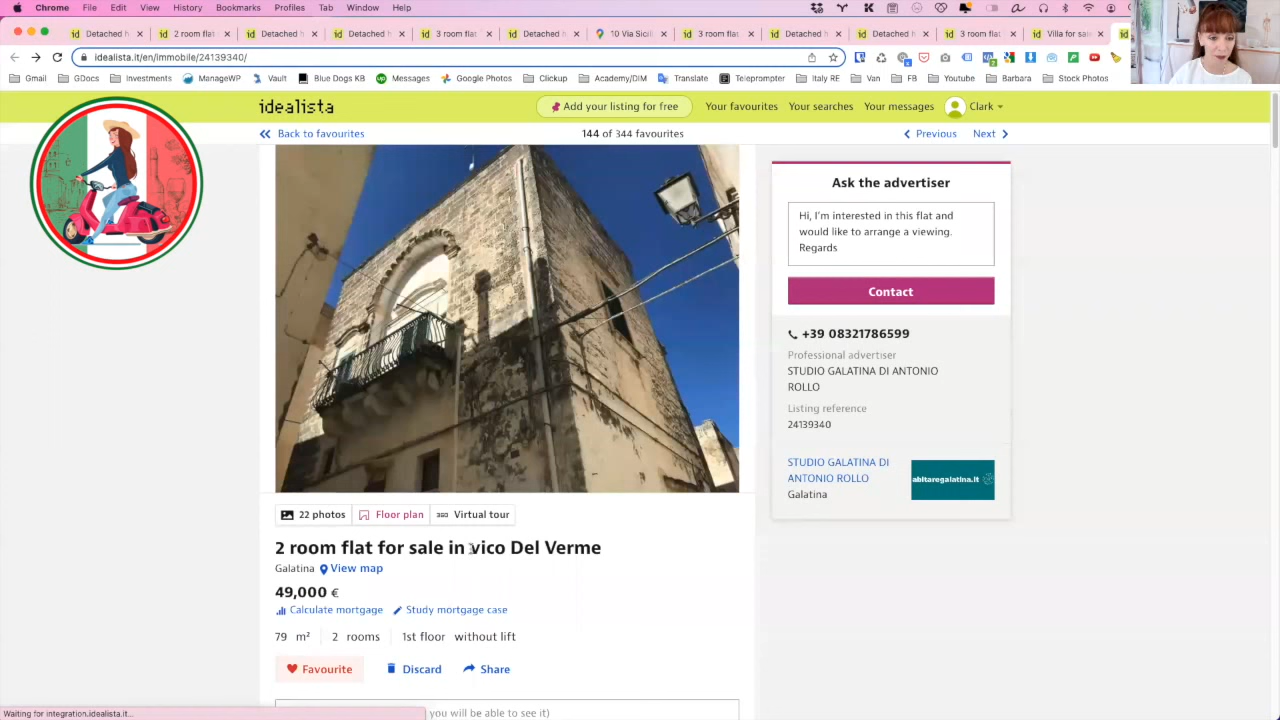 Chrome File Edit View History Bookmarks Profiles Tab Window Help
Detached h 2 room fl Detached h Detached h 3 room fl Detached h 10 Via Sicili 3 room fla Detached h Detached h 3 room fla Villa for sal
idealista.it/en/immobile/24139340/
Gmail GDocs Investments ManageWP Vault Blue Dogs KB Messages Google Photos Clickup Academy/DIM Translate Teleprompter Italy RE Van FB Youtube Barbara Stock Photos
idealista
Add your listing for free Your favourites Your searches Your messages Clark
Back to favourites 144 of 344 favourites Previous Next
Ask the advertiser
Hi, I'm interested in this flat and
would like to arrange a viewing.
Regards
Contact
+39 08321786599
Professional advertiser
STUDIO GALATINA DI ANTONIO
ROLLO
Listing reference
24139340
STUDIO GALATINA DI
ANTONIO ROLLO
Galatina
abitaregalatina.it
22 photos Floor plan 360 Virtual tour
2 room flat for sale in vico Del Verme
Galatina View map
49,000 €
Calculate mortgage Study mortgage case
79 m² 2 rooms 1st floor without lift
Favourite Discard Share
you will be able to see it)
Waiting for integration.idealista.it...